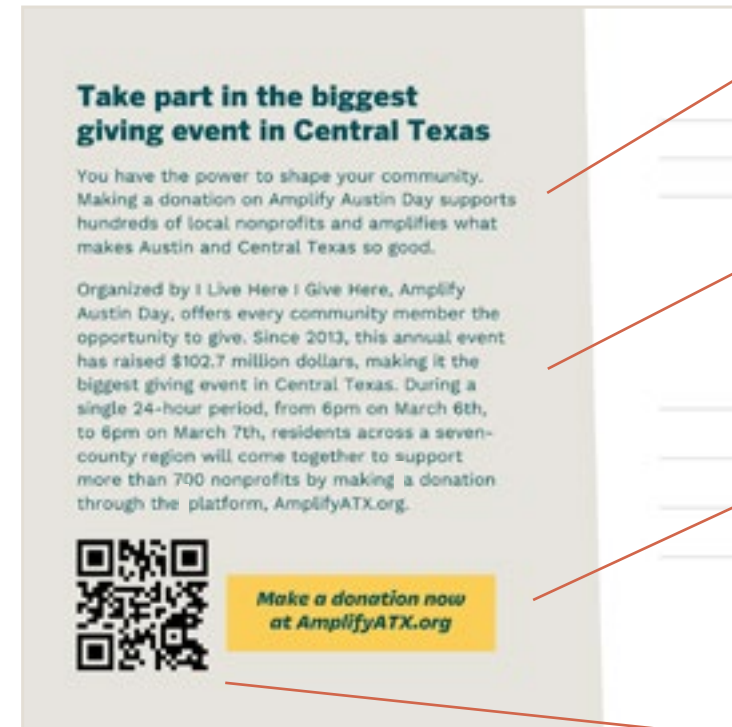 Take part in the biggest
giving event in Central Texas
You have the power to shape your community.
Making a donation on Amplify Austin Day supports
hundreds of local nonprofits and amplifies what
makes Austin and Central Texas so good.
Organized by I Live Here I Give Here, Amplify
Austin Day, offers every community member the
opportunity to give. Since 2013, this annual event
has raised $102.7 million dollars, making it the
biggest giving event in Central Texas. During a
single 24-hour period, from 6pm on March 6th,
to 6pm on March 7th, residents across a seven-
county region will come together to support
more than 700 nonprofits by making a donation
through the platform, AmplifyATX.org.
Make a donation now
at AmplifyATX.org